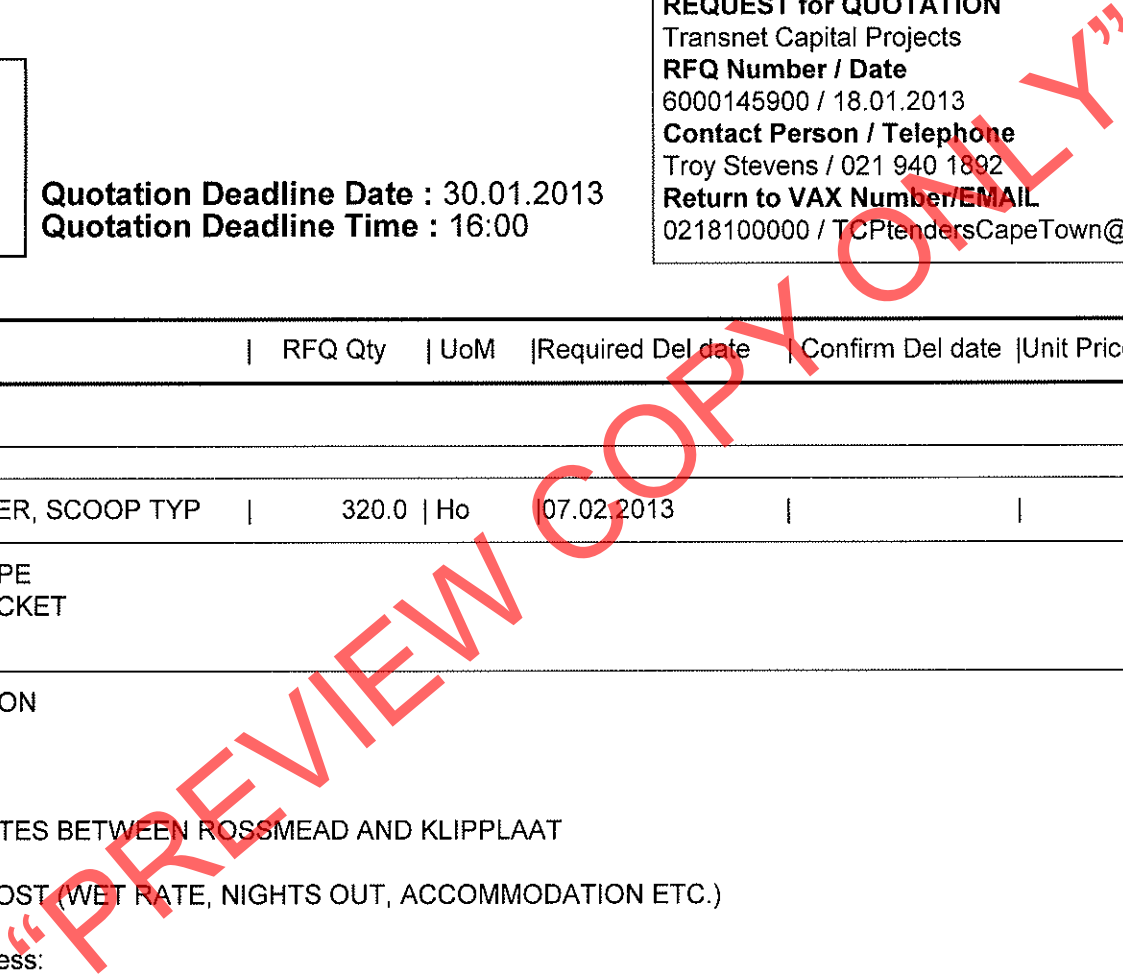 REQUEST for QUOTATION
Transnet Capital Projects
RFQ Number / Date
6000145900 / 18.01.2013
Contact Person / Telephone
Troy Stevens / 021 940 1892
Return to VAX Number/EMAIL
0218100000 / TCPtendersCapeTown@
Quotation Deadline Date : 30.01.2013
Quotation Deadline Time : 16:00
| RFQ Qty | UoM |Required Del date | Confirm Del date |Unit Price
ER, SCOOP TYP | 320.0 | Ho |07.02.2013 | |
PE
CKET
ON
TES BETWEEN ROSSMEAD AND KLIPPLAAT
OST (WET RATE, NIGHTS OUT, ACCOMMODATION ETC.)
ess:
“PREVIEW COPY ONLY”